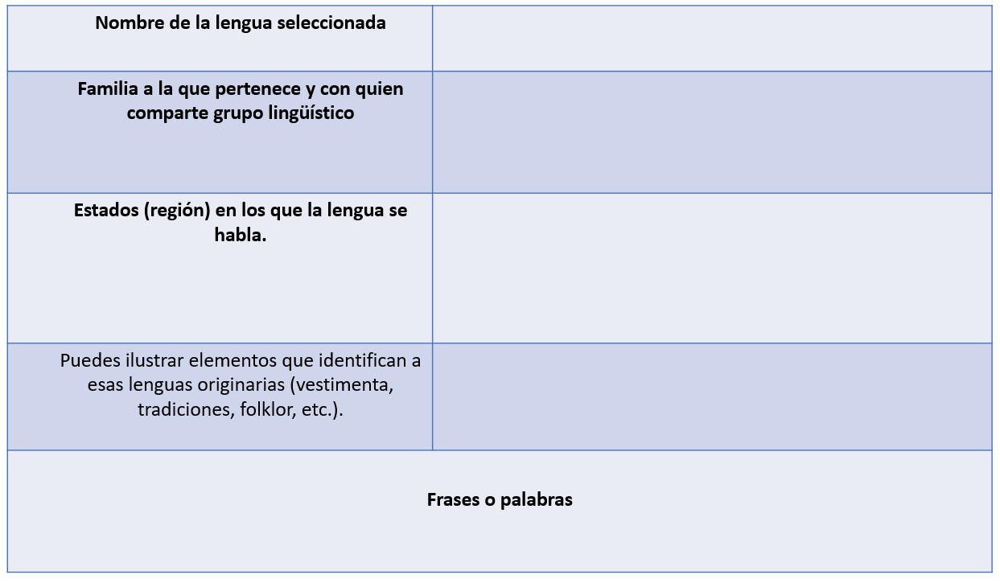 Nombre de la lengua seleccionada
Familia a la que pertenece y con quien
comparte grupo lingüístico
Estados (región) en los que la lengua se
habla.
Puedes ilustrar elementos que identifican a
esas lenguas originarias (vestimenta,
tradiciones, folklor, etc.).
Frases o palabras